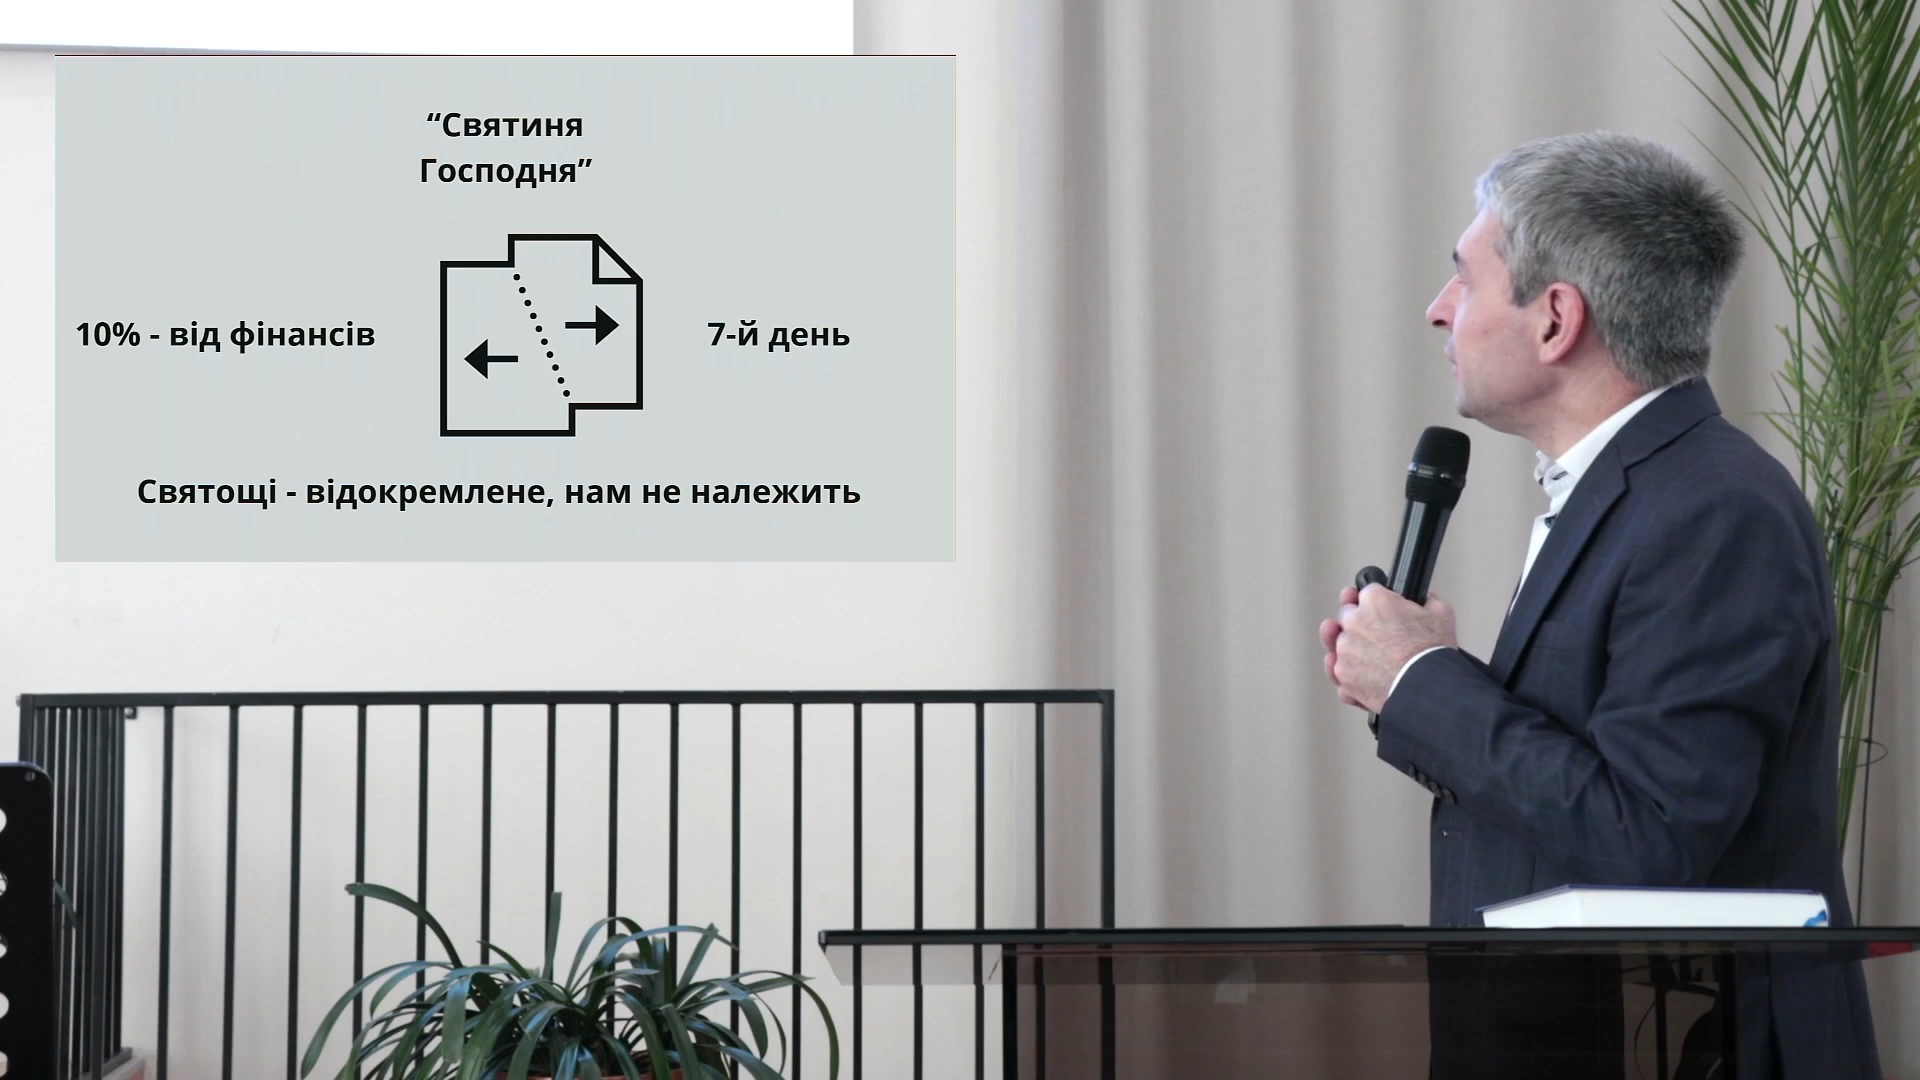 “Святиня
Господня”
10% - від фінансів
7-й день
Святощі - відокремлене, нам не належить